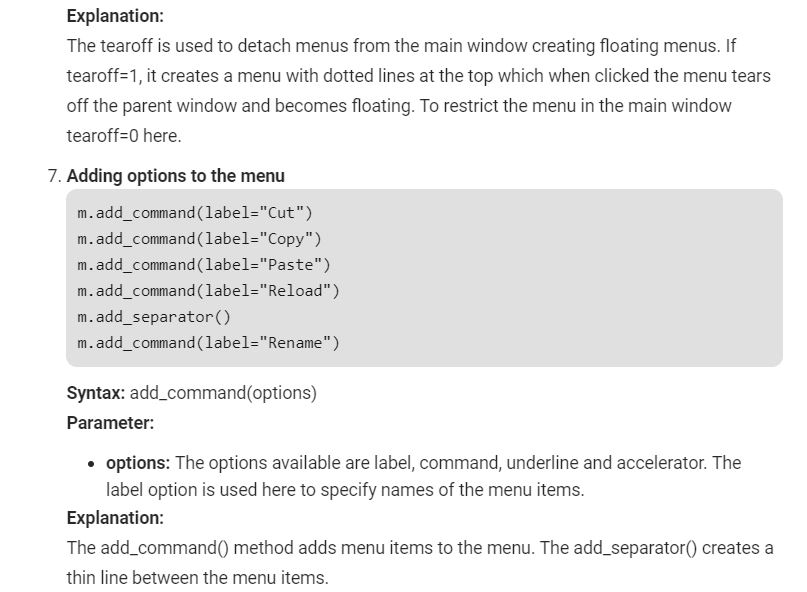 Explanation:
The tearoff is used to detach menus from the main window creating floating menus. If
tearoff=1, it creates a menu with dotted lines at the top which when clicked the menu tears
off the parent window and becomes floating. To restrict the menu in the main window
tearoff=0 here.
7. Adding options to the menu
m.add_command(label="Cut")
m.add_command(label="Copy")
m.add_command(label="Paste")
m.add_command(label="Reload")
m.add_separator()
m.add_command(label="Rename")
Syntax: add_command(options)
Parameter:
• options: The options available are label, command, underline and accelerator. The
label option is used here to specify names of the menu items.
Explanation:
The add_command() method adds menu items to the menu. The add_separator() creates a
thin line between the menu items.